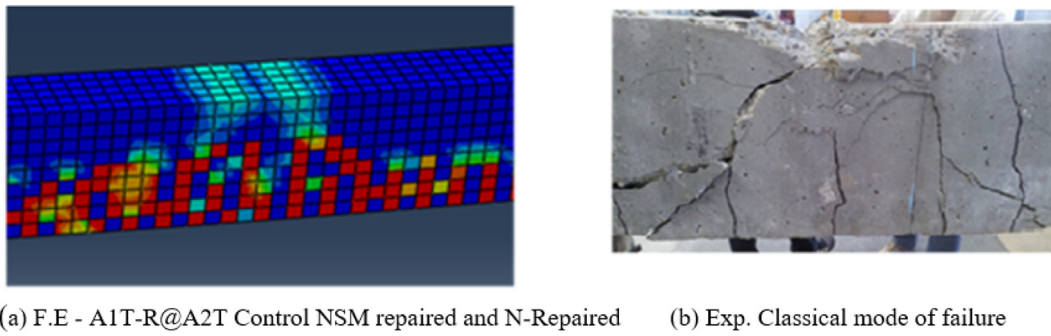 (a) F.E - A1T-R@A2T Control NSM repaired and N-Repaired
(b) Exp. Classical mode of failure